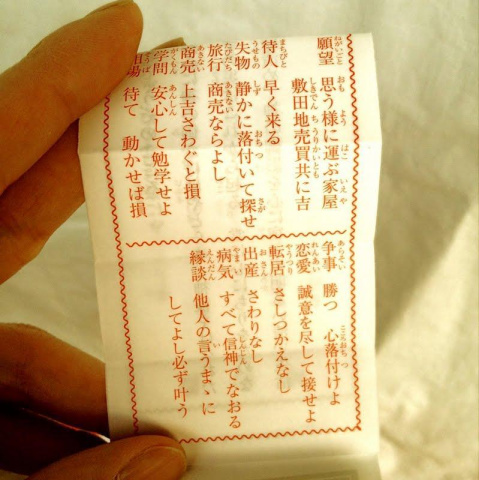 願望 思う様に運ぶ家屋
敷田地売買共に吉
待人 早く来る
失物 静かに落付いて探せ
旅行 商売ならよし
商売 上吉さわぐと損
学問 安心して勉学せよ
相場 待て 動かせば損
争事 勝つ 心落付けよ
恋愛 誠意を尽して接せよ
転居 さしつかえなし
出産 さわりなし
病気 すべて信神でなおる
縁談 他人の言うまゝに
してよし必ず叶う